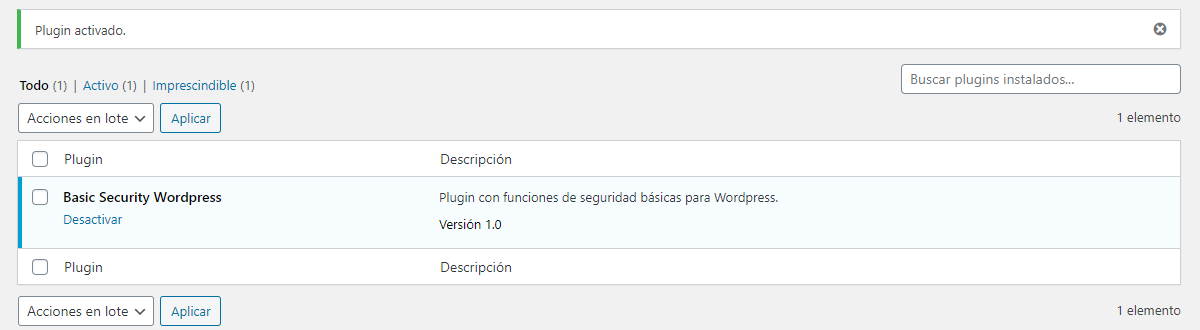 Plugin activado.
Todo (1) | Activo (1) | Imprescindible (1)
Buscar plugins instalados...
Acciones en lote Aplicar
1 elemento
Plugin Descripción
Basic Security Wordpress Plugin con funciones de seguridad básicas para Wordpress.
Desactivar Versión 1.0
Plugin Descripción
Acciones en lote Aplicar
1 elemento